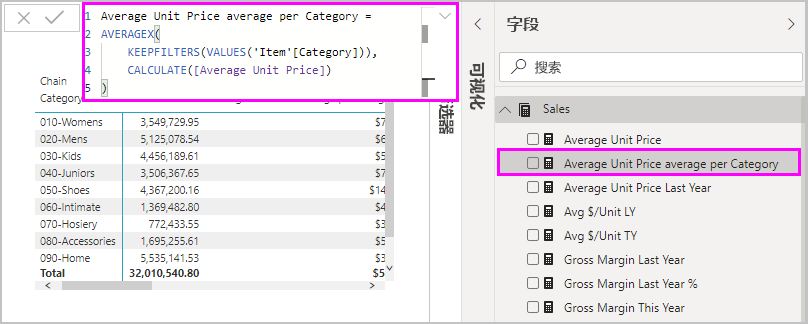 1 Average Unit Price average per Category =
2 AVERAGEX(
3 KEEPFILTERS(VALUES('Item'[Category])),
4 CALCULATE([Average Unit Price])
5 )
Chain
Category
010-Womens 3,549,729.95 $7
020-Mens 5,125,078.54 $6
030-Kids 4,456,189.61 $5
040-Juniors 3,506,367.65 $7
050-Shoes 4,367,200.16 $14
060-Intimate 1,369,482.80 $4
070-Hosiery 772,433.55 $3
080-Accessories 1,695,255.61 $5
090-Home 5,535,141.53 $3
Total 32,010,540.80 $5
选器
可视化
字段
搜索
Sales
Average Unit Price
Average Unit Price average per Category
Average Unit Price Last Year
Avg $/Unit LY
Avg $/Unit TY
Gross Margin Last Year
Gross Margin Last Year %
Gross Margin This Year